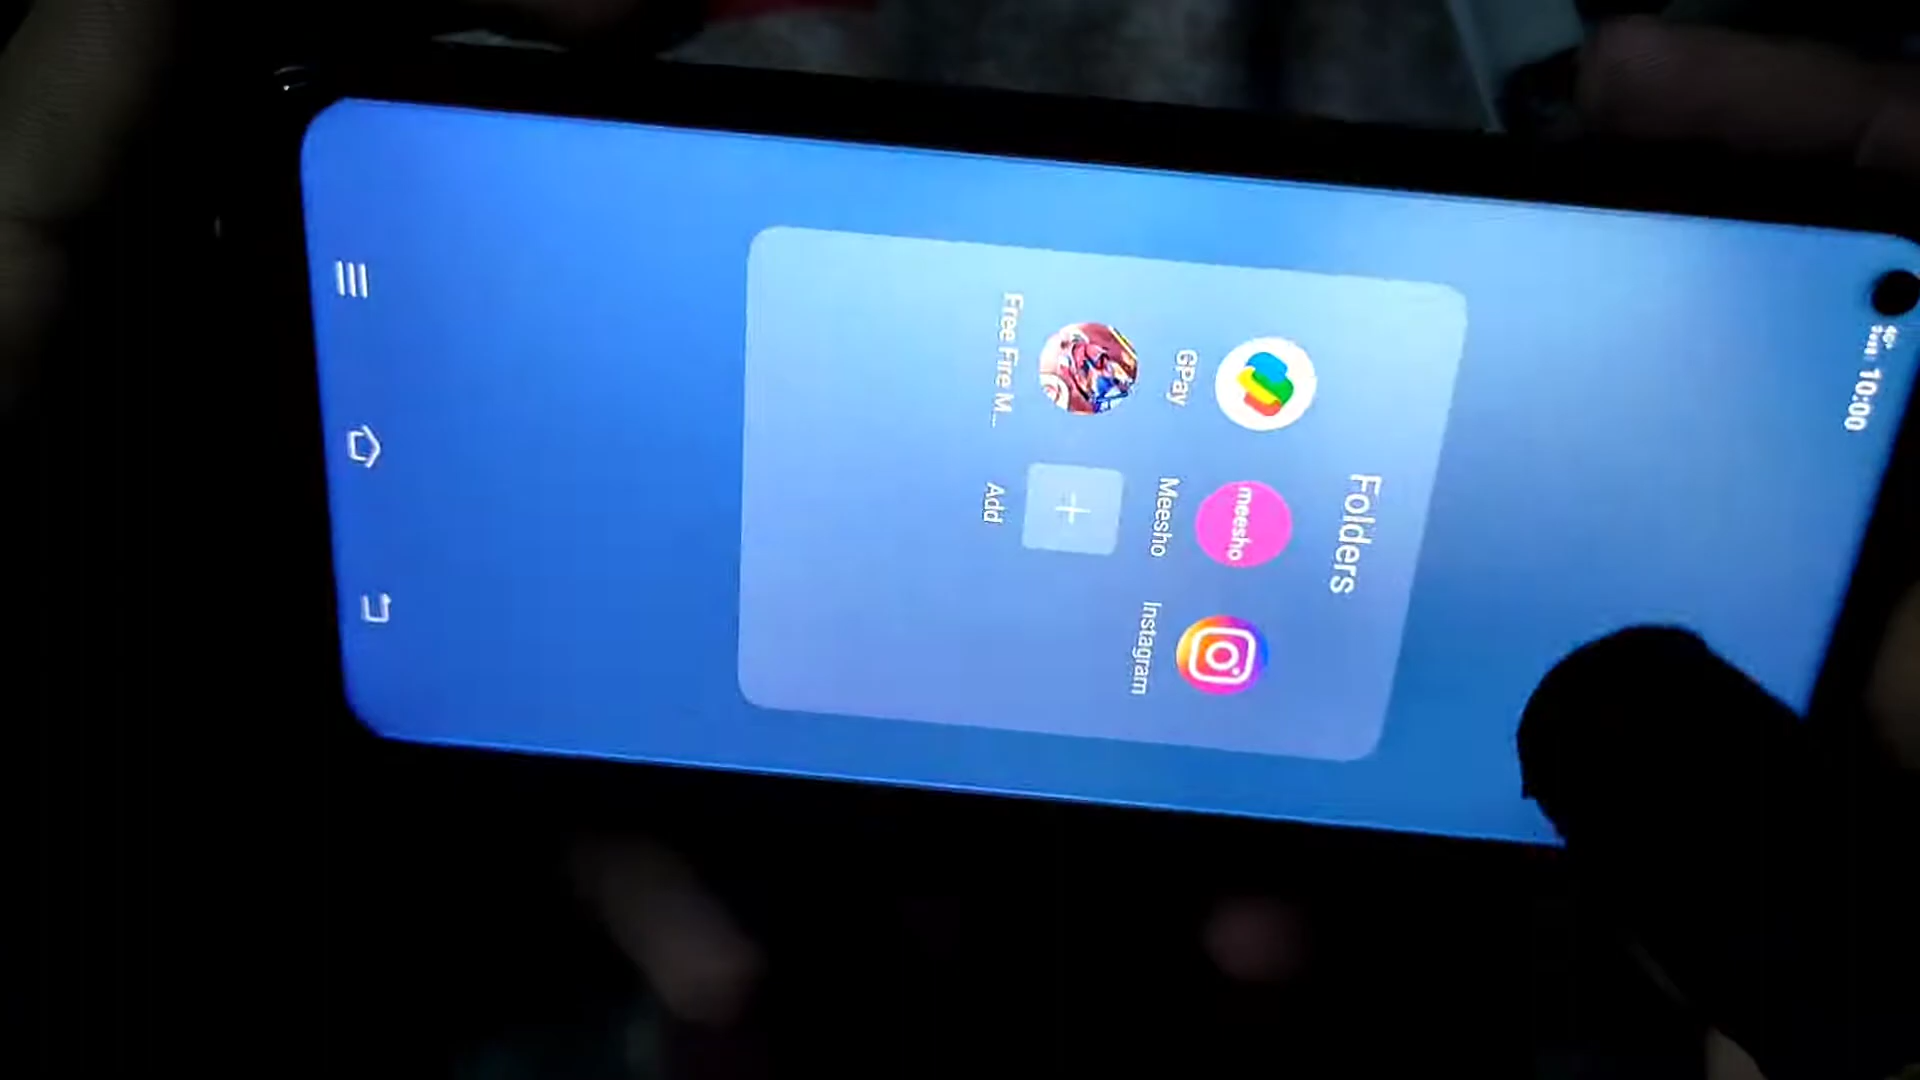 10:00
Folders
GPay
meesho
Meesho
Instagram
Free Fire M...
Add